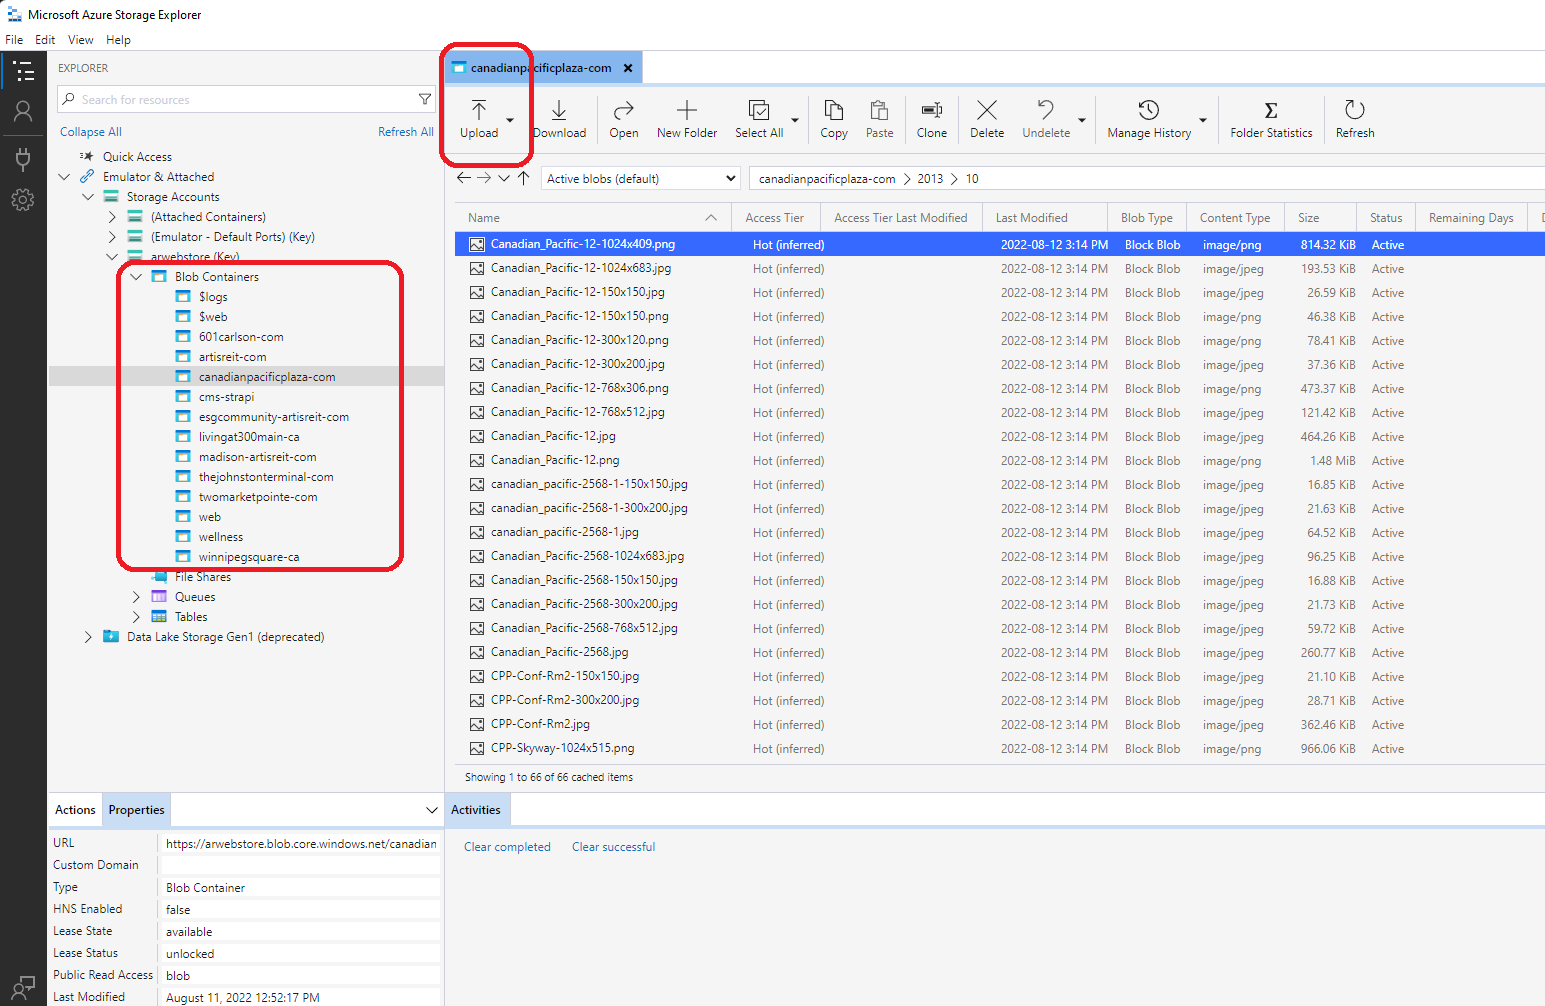 Microsoft Azure Storage Explorer
File Edit View Help
EXPLORER
Search for resources
Collapse All Refresh All
Quick Access
Emulator & Attached
Storage Accounts
(Attached Containers)
(Emulator - Default Ports) (Key)
arwebstore (Key)
Blob Containers
$logs
$web
601carlson-com
artisreit-com
canadianpacificplaza-com
cms-strapi
esgcommunity-artisreit-com
livingat300main-ca
madison-artisreit-com
thejohnstonterminal-com
twomarketpointe-com
web
wellness
winnipegsquare-ca
File Shares
Queues
Tables
Data Lake Storage Gen1 (deprecated)
canadianpacificplaza-com
Upload Download Open New Folder Select All Copy Paste Clone Delete Undelete Manage History Folder Statistics Refresh
Active blobs (default) canadianpacificplaza-com 2013 10
Name Access Tier Access Tier Last Modified Last Modified Blob Type Content Type Size Status Remaining Days
Canadian_Pacific-12-1024x409.png Hot (inferred) 2022-08-12 3:14 PM Block Blob image/png 814.32 KiB Active
Canadian_Pacific-12-1024x683.jpg Hot (inferred) 2022-08-12 3:14 PM Block Blob image/jpeg 193.53 KiB Active
Canadian_Pacific-12-150x150.jpg Hot (inferred) 2022-08-12 3:14 PM Block Blob image/jpeg 26.59 KiB Active
Canadian_Pacific-12-150x150.png Hot (inferred) 2022-08-12 3:14 PM Block Blob image/png 46.38 KiB Active
Canadian_Pacific-12-300x120.png Hot (inferred) 2022-08-12 3:14 PM Block Blob image/png 78.41 KiB Active
Canadian_Pacific-12-300x200.jpg Hot (inferred) 2022-08-12 3:14 PM Block Blob image/jpeg 37.36 KiB Active
Canadian_Pacific-12-768x306.png Hot (inferred) 2022-08-12 3:14 PM Block Blob image/png 473.37 KiB Active
Canadian_Pacific-12-768x512.jpg Hot (inferred) 2022-08-12 3:14 PM Block Blob image/jpeg 121.42 KiB Active
Canadian_Pacific-12.jpg Hot (inferred) 2022-08-12 3:14 PM Block Blob image/jpeg 464.26 KiB Active
Canadian_Pacific-12.png Hot (inferred) 2022-08-12 3:14 PM Block Blob image/png 1.48 MiB Active
canadian_pacific-2568-1-150x150.jpg Hot (inferred) 2022-08-12 3:14 PM Block Blob image/jpeg 16.85 KiB Active
canadian_pacific-2568-1-300x200.jpg Hot (inferred) 2022-08-12 3:14 PM Block Blob image/jpeg 21.63 KiB Active
canadian_pacific-2568-1.jpg Hot (inferred) 2022-08-12 3:14 PM Block Blob image/jpeg 64.52 KiB Active
Canadian_Pacific-2568-1024x683.jpg Hot (inferred) 2022-08-12 3:14 PM Block Blob image/jpeg 96.25 KiB Active
Canadian_Pacific-2568-150x150.jpg Hot (inferred) 2022-08-12 3:14 PM Block Blob image/jpeg 16.88 KiB Active
Canadian_Pacific-2568-300x200.jpg Hot (inferred) 2022-08-12 3:14 PM Block Blob image/jpeg 21.73 KiB Active
Canadian_Pacific-2568-768x512.jpg Hot (inferred) 2022-08-12 3:14 PM Block Blob image/jpeg 59.72 KiB Active
Canadian_Pacific-2568.jpg Hot (inferred) 2022-08-12 3:14 PM Block Blob image/jpeg 260.77 KiB Active
CPP-Conf-Rm2-150x150.jpg Hot (inferred) 2022-08-12 3:14 PM Block Blob image/jpeg 21.10 KiB Active
CPP-Conf-Rm2-300x200.jpg Hot (inferred) 2022-08-12 3:14 PM Block Blob image/jpeg 28.71 KiB Active
CPP-Conf-Rm2.jpg Hot (inferred) 2022-08-12 3:14 PM Block Blob image/jpeg 362.46 KiB Active
CPP-Skyway-1024x515.png Hot (inferred) 2022-08-12 3:14 PM Block Blob image/png 966.06 KiB Active
Showing 1 to 66 of 66 cached items
Actions Properties
URL https://arwebstore.blob.core.windows.net/canadian
Custom Domain
Type Blob Container
HNS Enabled false
Lease State available
Lease Status unlocked
Public Read Access blob
Last Modified August 11, 2022 12:52:17 PM
Activities
Clear completed Clear successful